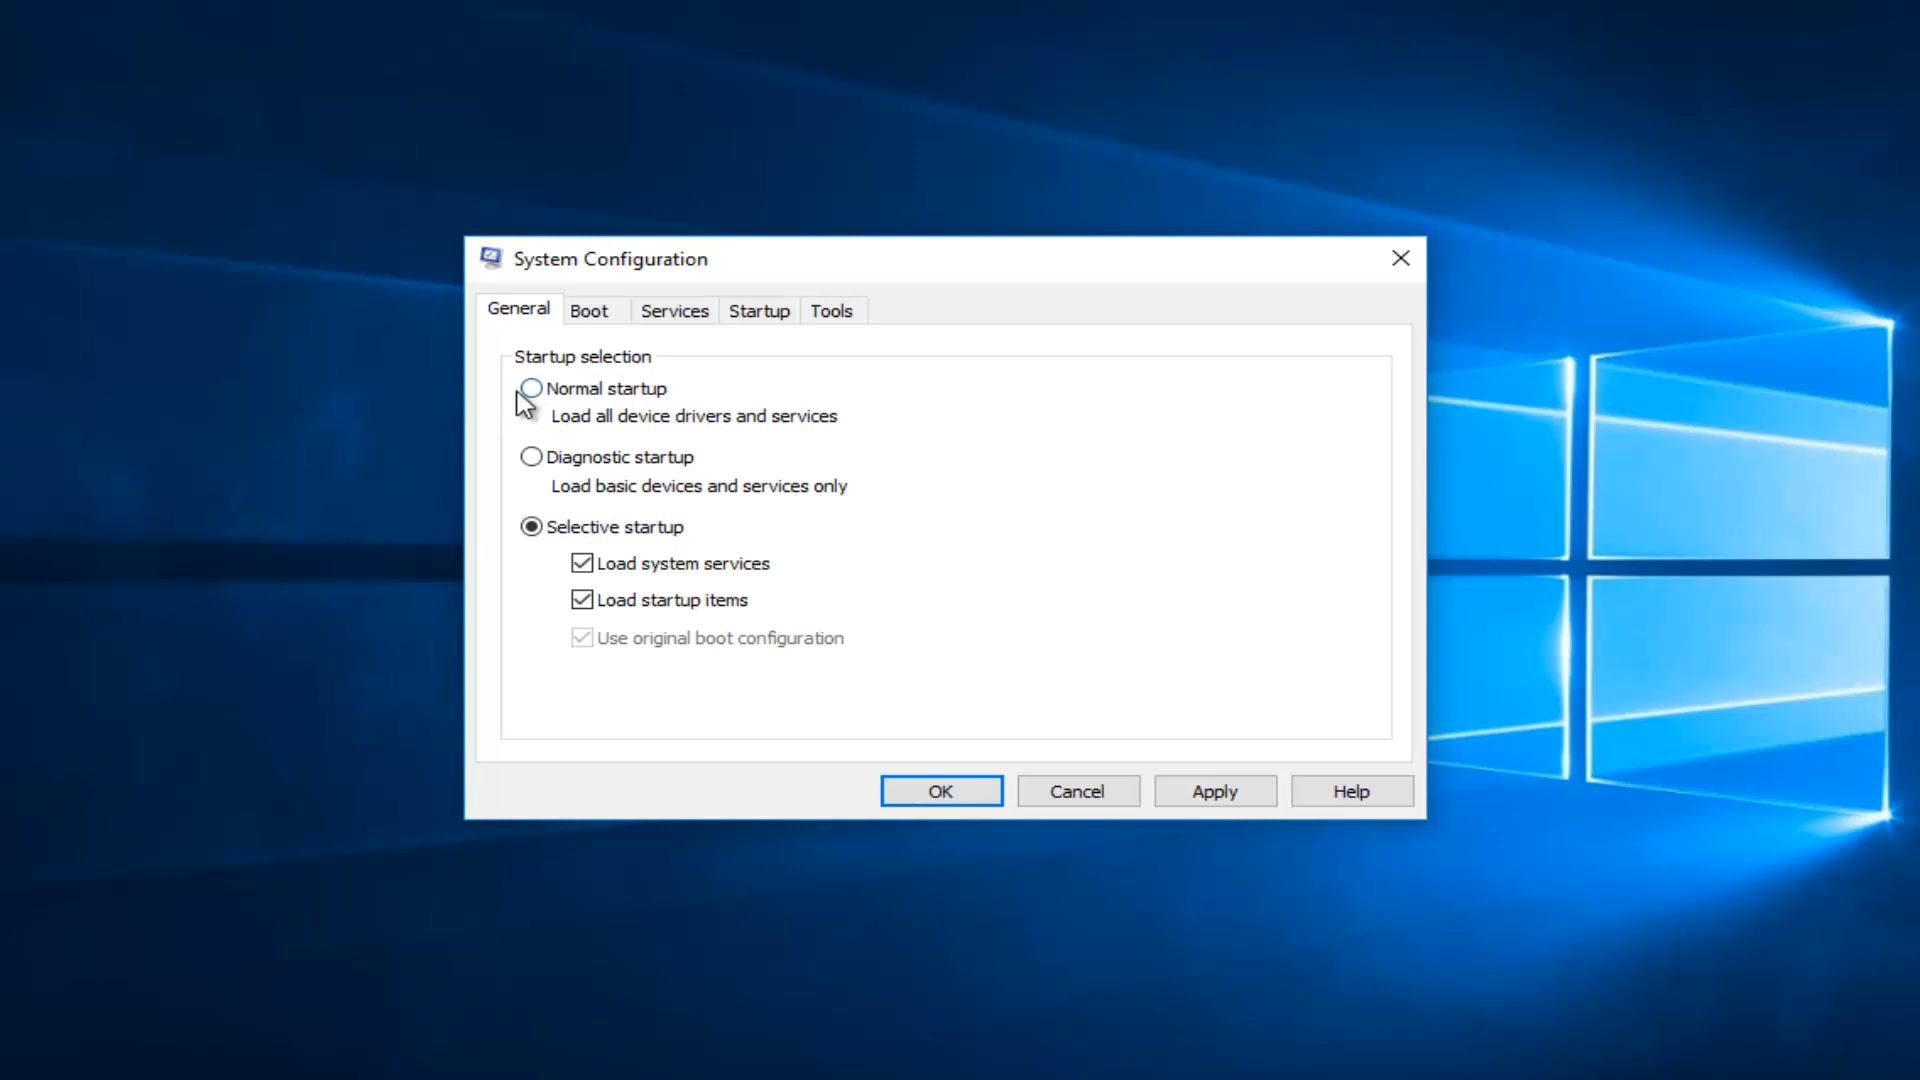 System Configuration
General Boot Services Startup Tools
Startup selection
Normal startup
Load all device drivers and services
Diagnostic startup
Load basic devices and services only
Selective startup
Load system services
Load startup items
Use original boot configuration
OK Cancel Apply Help